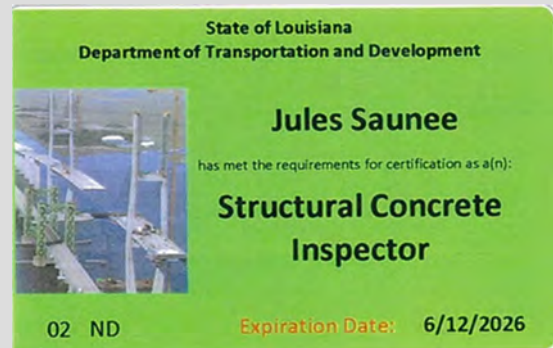 State of Louisiana
Department of Transportation and Development
Jules Saunee
has met the requirements for certification as a(n):
Structural Concrete
Inspector
02 ND
Expiration Date: 6/12/2026